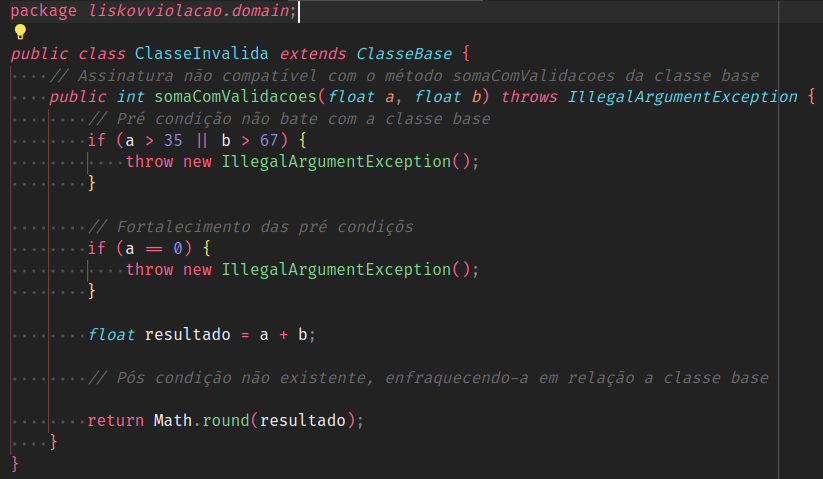 package liskovviolacao.domain;
public class ClasseInvalida extends ClasseBase {
// Assinatura não compatível com o método somaComValidacoes da classe base
public int somaComValidacoes(float a, float b) throws IllegalArgumentException {
// Pré condição não bate com a classe base
if (a > 35 || b > 67) {
throw new IllegalArgumentException();
}
// Fortalecimento das pré condiçõs
if (a == 0) {
throw new IllegalArgumentException();
}
float resultado = a + b;
// Pós condição não existente, enfraquecendo-a em relação a classe base
return Math.round(resultado);
}
}